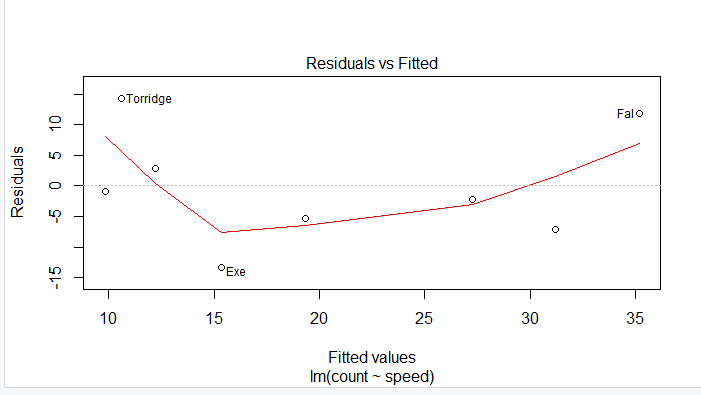 Residuals vs Fitted
Residuals
10
5
0
-5
-15
Torridge
Fal
Exe
10 15 20 25 30 35
Fitted values
lm(count ~ speed)